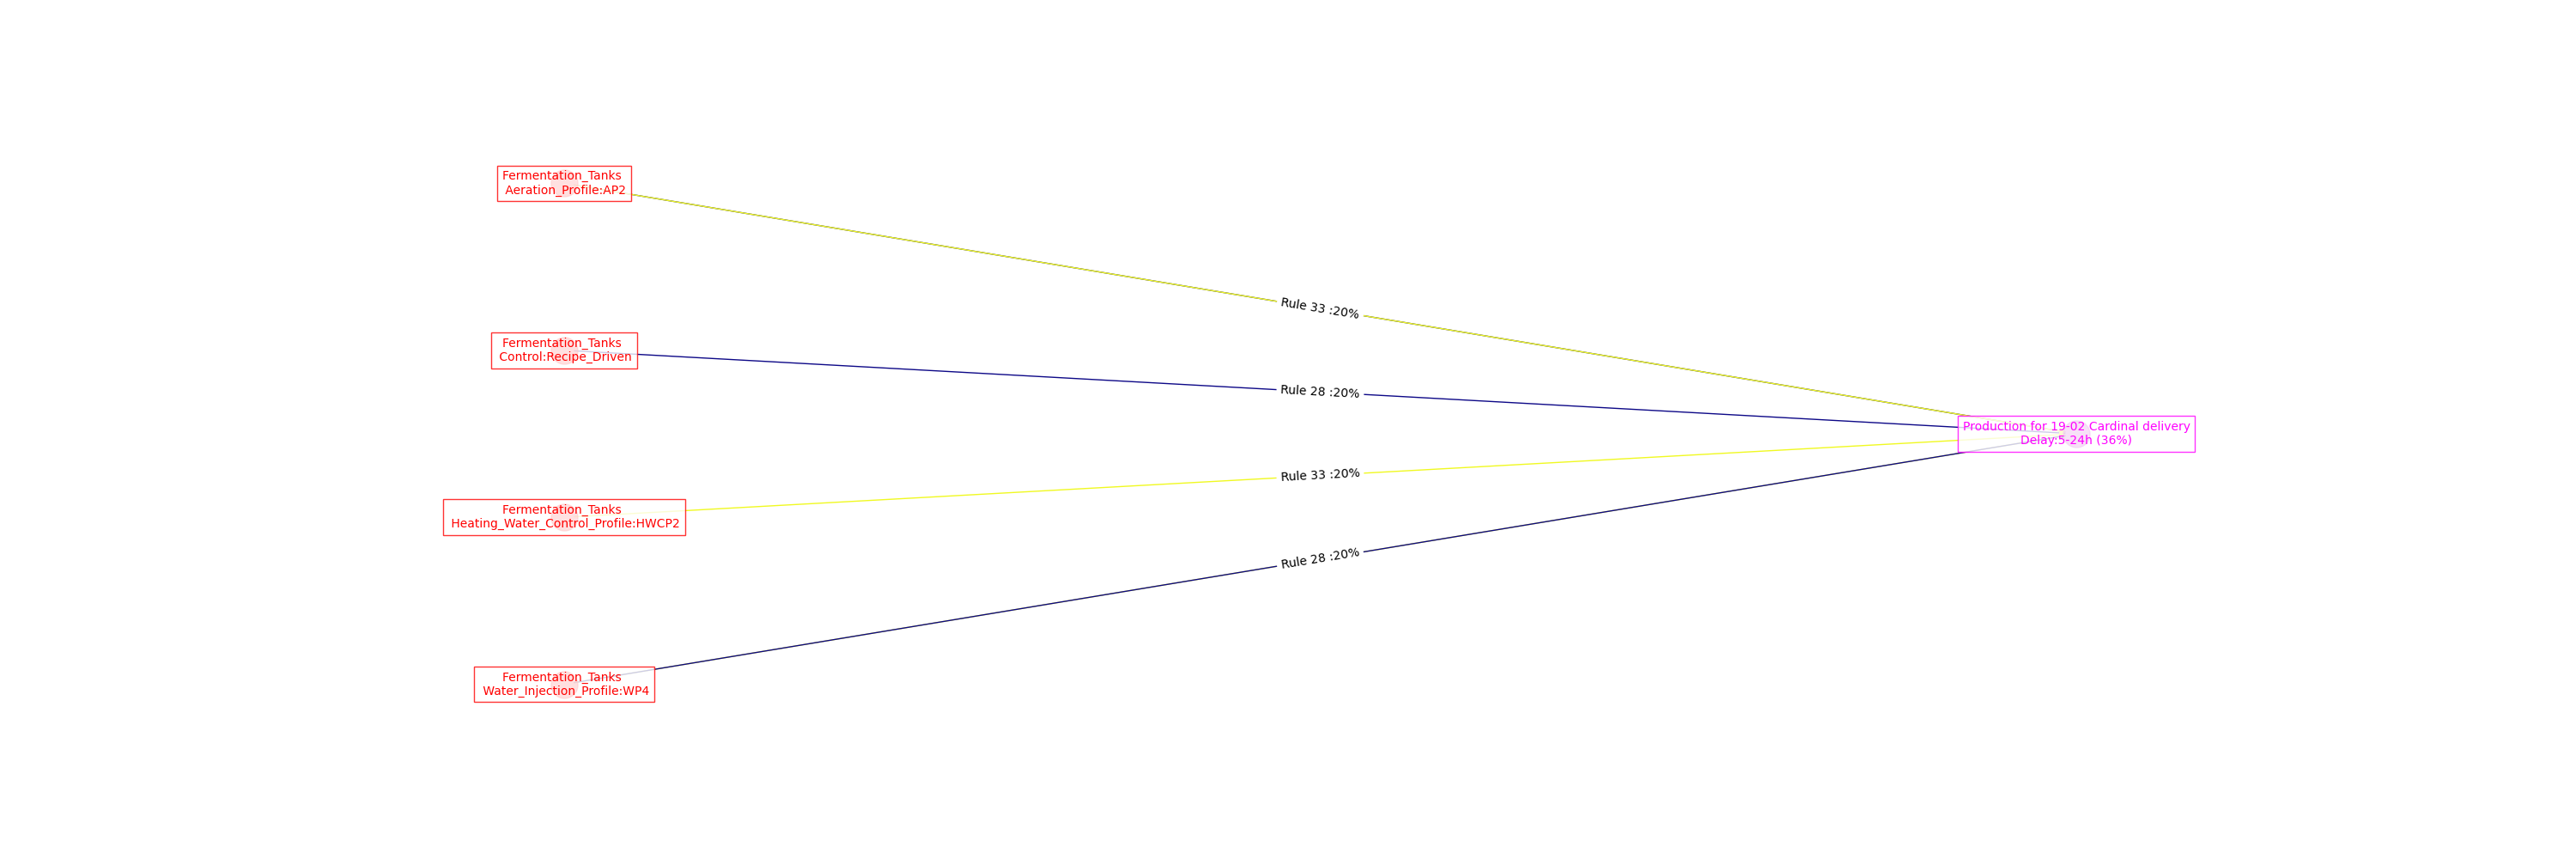 Fermentation_Tanks
Aeration_Profile:AP2
Rule 33 :20%
Fermentation_Tanks
Control:Recipe_Driven
Rule 28 :20%
Production for 19-02 Cardinal delivery
Delay:5-24h (36%)
Rule 33 :20%
Fermentation_Tanks
Heating_Water_Control_Profile:HWCP2
Rule 28 :20%
Fermentation_Tanks
Water_Injection_Profile:WP4